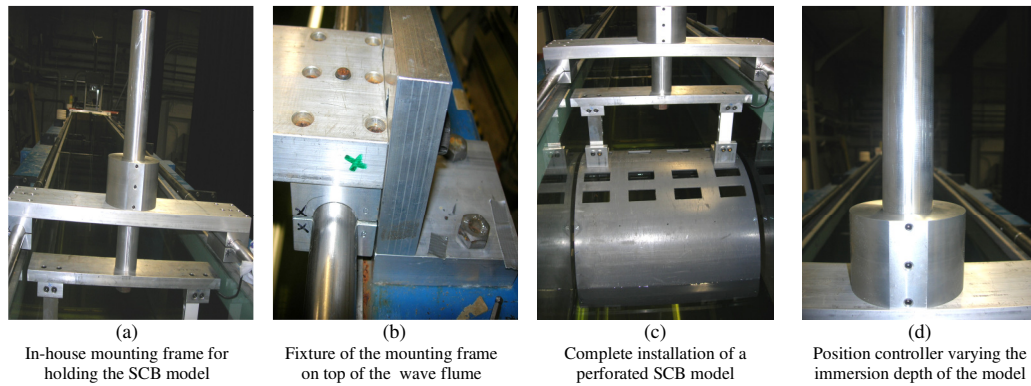 (a)
In-house mounting frame for
holding the SCB model
(b)
Fixture of the mounting frame
on top of the wave flume
(c)
Complete installation of a
perforated SCB model
(d)
Position controller varying the
immersion depth of the model